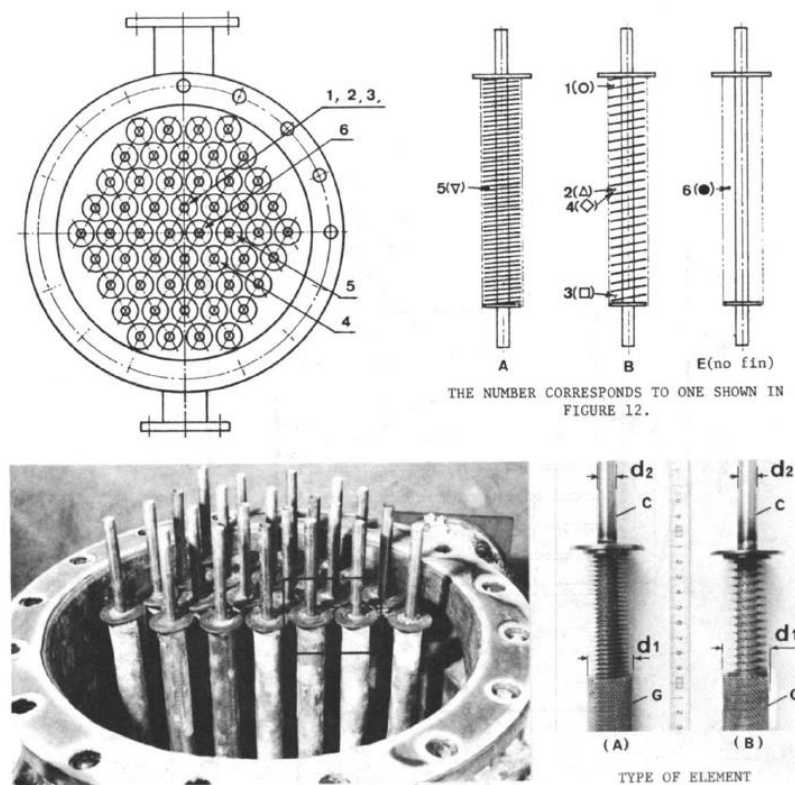 1, 2, 3,
6
5
4
5(▽)
1(○)
2(△)
4(◇)
3(□)
6(●)
A
B
E(no fin)
THE NUMBER CORRESPONDS TO ONE SHOWN IN
FIGURE 12.
d2
d2
C
C
d1
d1
G
G
(A)
(B)
TYPE OF ELEMENT